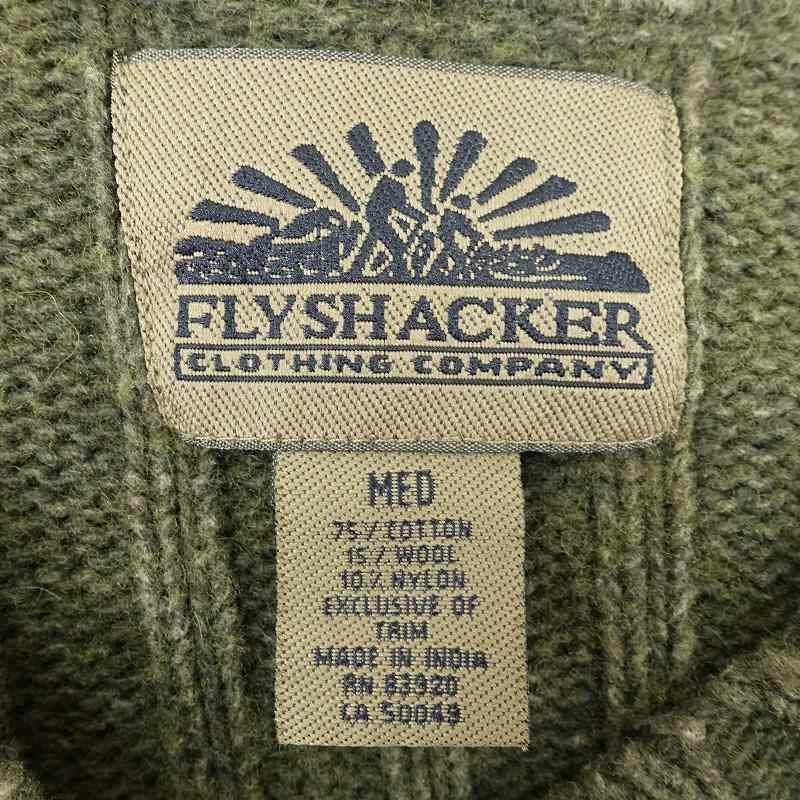 FLYSHACKER
CLOTHING COMPANY
MED
75% COTTON
15% WOOL
10% NYLON
EXCLUSIVE OF
TRIM
MADE IN INDIA
RN 83920
CA 50049